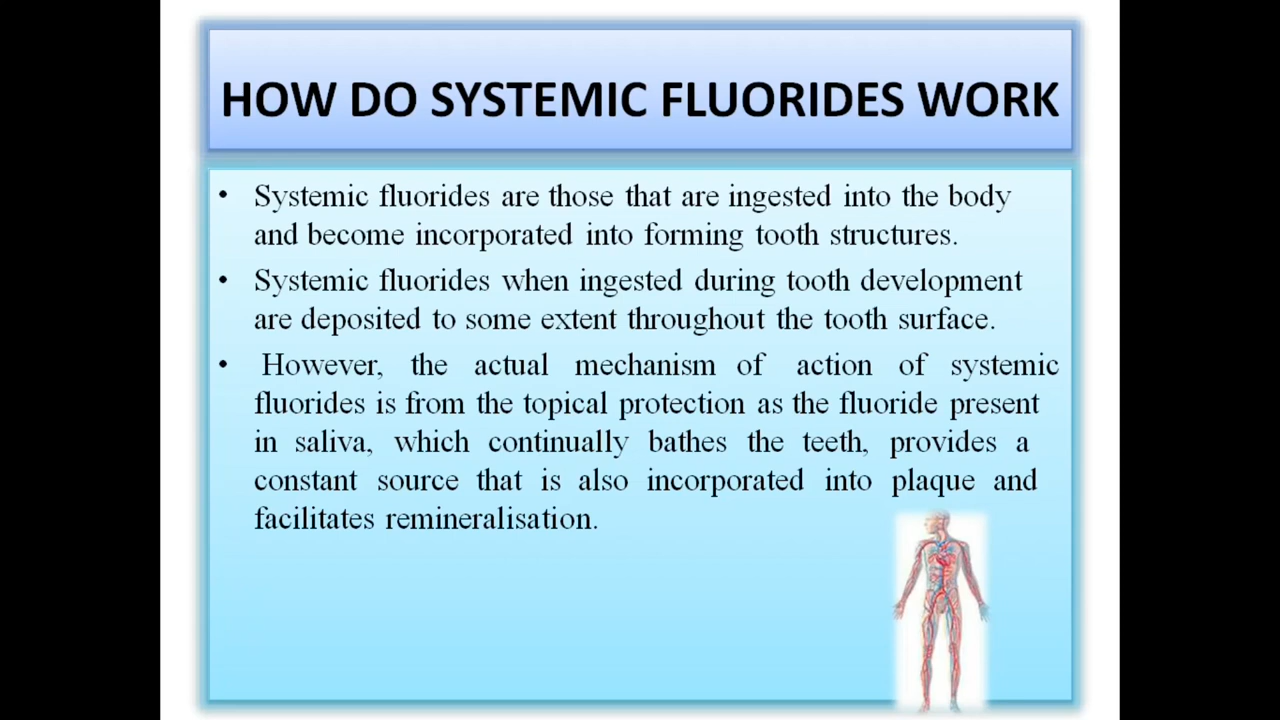 HOW DO SYSTEMIC FLUORIDES WORK
• Systemic fluorides are those that are ingested into the body
and become incorporated into forming tooth structures.
• Systemic fluorides when ingested during tooth development
are deposited to some extent throughout the tooth surface.
• However, the actual mechanism of action of systemic
fluorides is from the topical protection as the fluoride present
in saliva, which continually bathes the teeth, provides a
constant source that is also incorporated into plaque and
facilitates remineralisation.